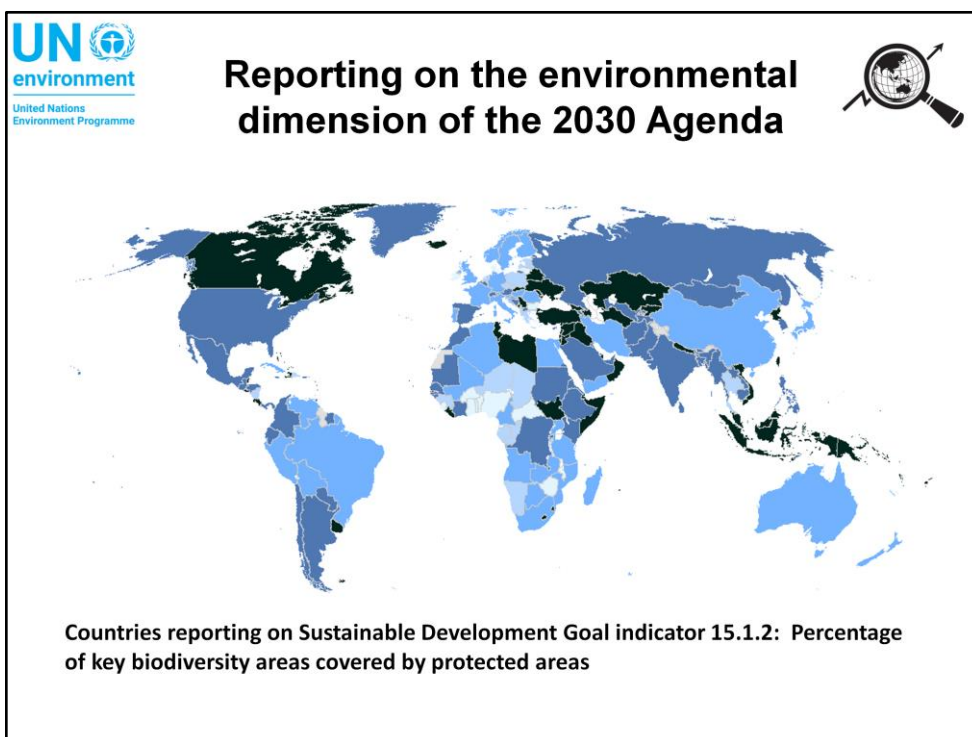 UN
environment
United Nations
Environment Programme
Reporting on the environmental
dimension of the 2030 Agenda
Countries reporting on Sustainable Development Goal indicator 15.1.2: Percentage
of key biodiversity areas covered by protected areas